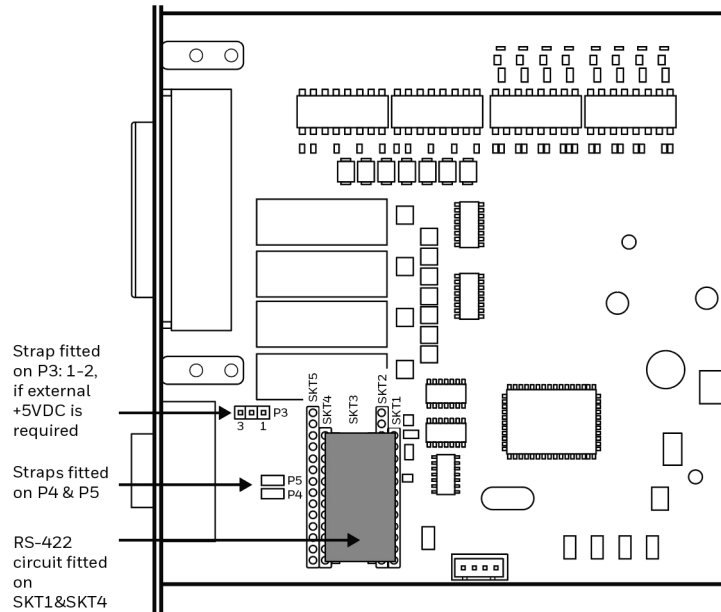 Strap fitted
on P3: 1-2,
if external
+5VDC is
required
Straps fitted
on P4 & P5
RS-422
circuit fitted
on
SKT1&SKT4
P3
3 1
P5
P4
SKT5
SKT4
SKT3
SKT2
SKT1